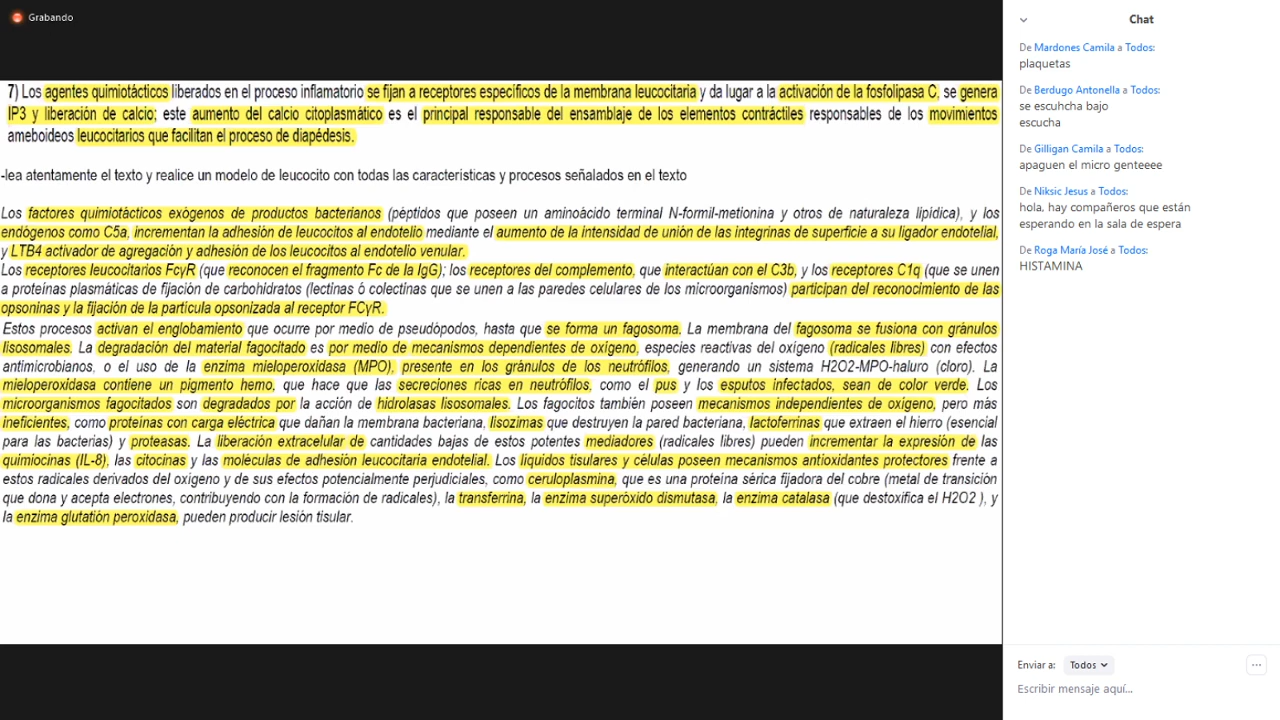 Grabando
7) Los agentes quimiotácticos liberados en el proceso inflamatorio se fijan a receptores específicos de la membrana leucocitaria y da lugar a la activación de la fosfolipasa C, se genera
IP3 y liberación de calcio; este aumento del calcio citoplasmático es el principal responsable del ensamblaje de los elementos contráctiles responsables de los movimientos
ameboideos leucocitarios que facilitan el proceso de diapédesis.
-lea atentamente el texto y realice un modelo de leucocito con todas las características y procesos señalados en el texto
Los factores quimiotácticos exógenos de productos bacterianos (péptidos que poseen un aminoácido terminal N-formil-metionina y otros de naturaleza lipídica), y los
endógenos como C5a, incrementan la adhesión de leucocitos al endotelio mediante el aumento de la intensidad de unión de las integrinas de superficie a su ligador endotelial,
y LTB4 activador de agregación y adhesión de los leucocitos al endotelio venular.
Los receptores leucocitarios FcγR (que reconocen el fragmento Fc de la IgG); los receptores del complemento, que interactúan con el C3b, y los receptores C1q (que se unen
a proteínas plasmáticas de fijación de carbohidratos (lectinas ó colectinas que se unen a las paredes celulares de los microorganismos) participan del reconocimiento de las
opsoninas y la fijación de la partícula opsonizada al receptor FCγR.
Estos procesos activan el englobamiento que ocurre por medio de pseudópodos, hasta que se forma un fagosoma. La membrana del fagosoma se fusiona con gránulos
lisosomales. La degradación del material fagocitado es por medio de mecanismos dependientes de oxígeno, especies reactivas del oxígeno (radicales libres) con efectos
antimicrobianos, o el uso de la enzima mieloperoxidasa (MPO), presente en los gránulos de los neutrófilos, generando un sistema H2O2-MPO-haluro (cloro). La
mieloperoxidasa contiene un pigmento hemo, que hace que las secreciones ricas en neutrófilos, como el pus y los esputos infectados, sean de color verde. Los
microorganismos fagocitados son degradados por la acción de hidrolasas lisosomales. Los fagocitos también poseen mecanismos independientes de oxígeno, pero más
ineficientes, como proteínas con carga eléctrica que dañan la membrana bacteriana, lisozimas que destruyen la pared bacteriana, lactoferrinas que extraen el hierro (esencial
para las bacterias) y proteasas. La liberación extracelular de cantidades bajas de estos potentes mediadores (radicales libres) pueden incrementar la expresión de las
quimiocinas (IL-8), las citocinas y las moléculas de adhesión leucocitaria endotelial. Los líquidos tisulares y células poseen mecanismos antioxidantes protectores frente a
estos radicales derivados del oxígeno y de sus efectos potencialmente perjudiciales, como ceruloplasmina, que es una proteína sérica fijadora del cobre (metal de transición
que dona y acepta electrones, contribuyendo con la formación de radicales), la transferrina, la enzima superóxido dismutasa, la enzima catalasa (que destoxifica el H2O2 ), y
la enzima glutatión peroxidasa, pueden producir lesión tisular.
Chat
De Mardones Camila a Todos:
plaquetas
De Berdugo Antonella a Todos:
se escuhcha bajo
escucha
De Gilligan Camila a Todos:
apaguen el micro genteeee
De Niksic Jesus a Todos:
hola, hay compañeros que están
esperando en la sala de espera
De Roga María José a Todos:
HISTAMINA
Enviar a: Todos
Escribir mensaje aquí...